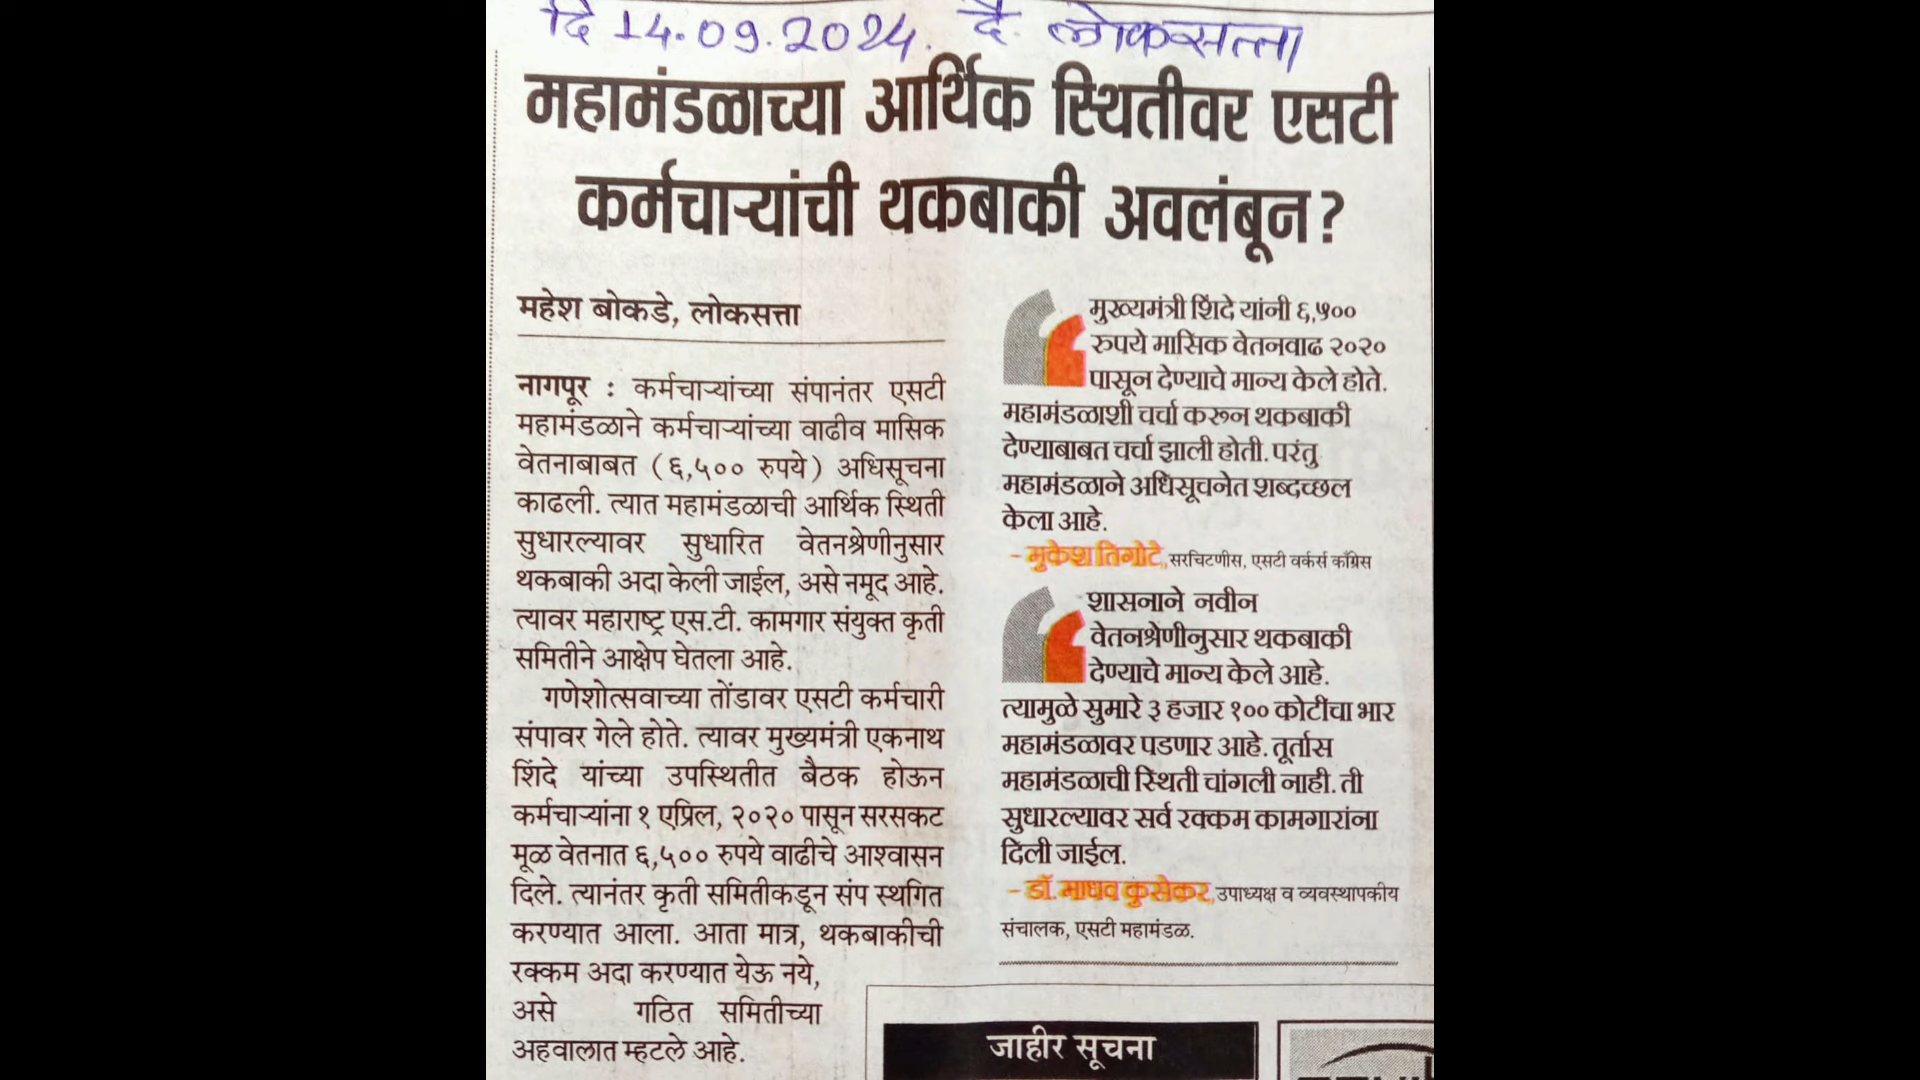 दि 14.09.2024. दै. लोकसत्ता
महामंडळाच्या आर्थिक स्थितीवर एसटी
कर्मचाऱ्यांची थकबाकी अवलंबून?
महेश बोकडे, लोकसत्ता
नागपूर : कर्मचाऱ्यांच्या संपानंतर एसटी
महामंडळाने कर्मचाऱ्यांच्या वाढीव मासिक
वेतनाबाबत (६,५०० रुपये) अधिसूचना
काढली. त्यात महामंडळाची आर्थिक स्थिती
सुधारल्यावर सुधारित वेतनश्रेणीनुसार
थकबाकी अदा केली जाईल, असे नमूद आहे.
त्यावर महाराष्ट्र एस.टी. कामगार संयुक्त कृती
समितीने आक्षेप घेतला आहे.
गणेशोत्सवाच्या तोंडावर एसटी कर्मचारी
संपावर गेले होते. त्यावर मुख्यमंत्री एकनाथ
शिंदे यांच्या उपस्थितीत बैठक होऊन
कर्मचाऱ्यांना १ एप्रिल, २०२० पासून सरसकट
मूळ वेतनात ६,५०० रुपये वाढीचे आश्वासन
दिले. त्यानंतर कृती समितीकडून संप स्थगित
करण्यात आला. आता मात्र, थकबाकीची
रक्कम अदा करण्यात येऊ नये,
असे गठित समितीच्या
अहवालात म्हटले आहे.
मुख्यमंत्री शिंदे यांनी ६,५००
रुपये मासिक वेतनवाढ २०२०
पासून देण्याचे मान्य केले होते.
महामंडळाशी चर्चा करून थकबाकी
देण्याबाबत चर्चा झाली होती. परंतु
महामंडळाने अधिसूचनेत शब्दच्छल
केला आहे.
- मुकेश तिगोटे, सरचिटणीस, एसटी वर्कर्स काँग्रेस
शासनाने नवीन
वेतनश्रेणीनुसार थकबाकी
देण्याचे मान्य केले आहे.
त्यामुळे सुमारे ३ हजार १०० कोटींचा भार
महामंडळावर पडणार आहे. तूर्तास
महामंडळाची स्थिती चांगली नाही. ती
सुधारल्यावर सर्व रक्कम कामगारांना
दिली जाईल.
- डॉ. माधव कुसेकर, उपाध्यक्ष व व्यवस्थापकीय
संचालक, एसटी महामंडळ.
जाहीर सूचना